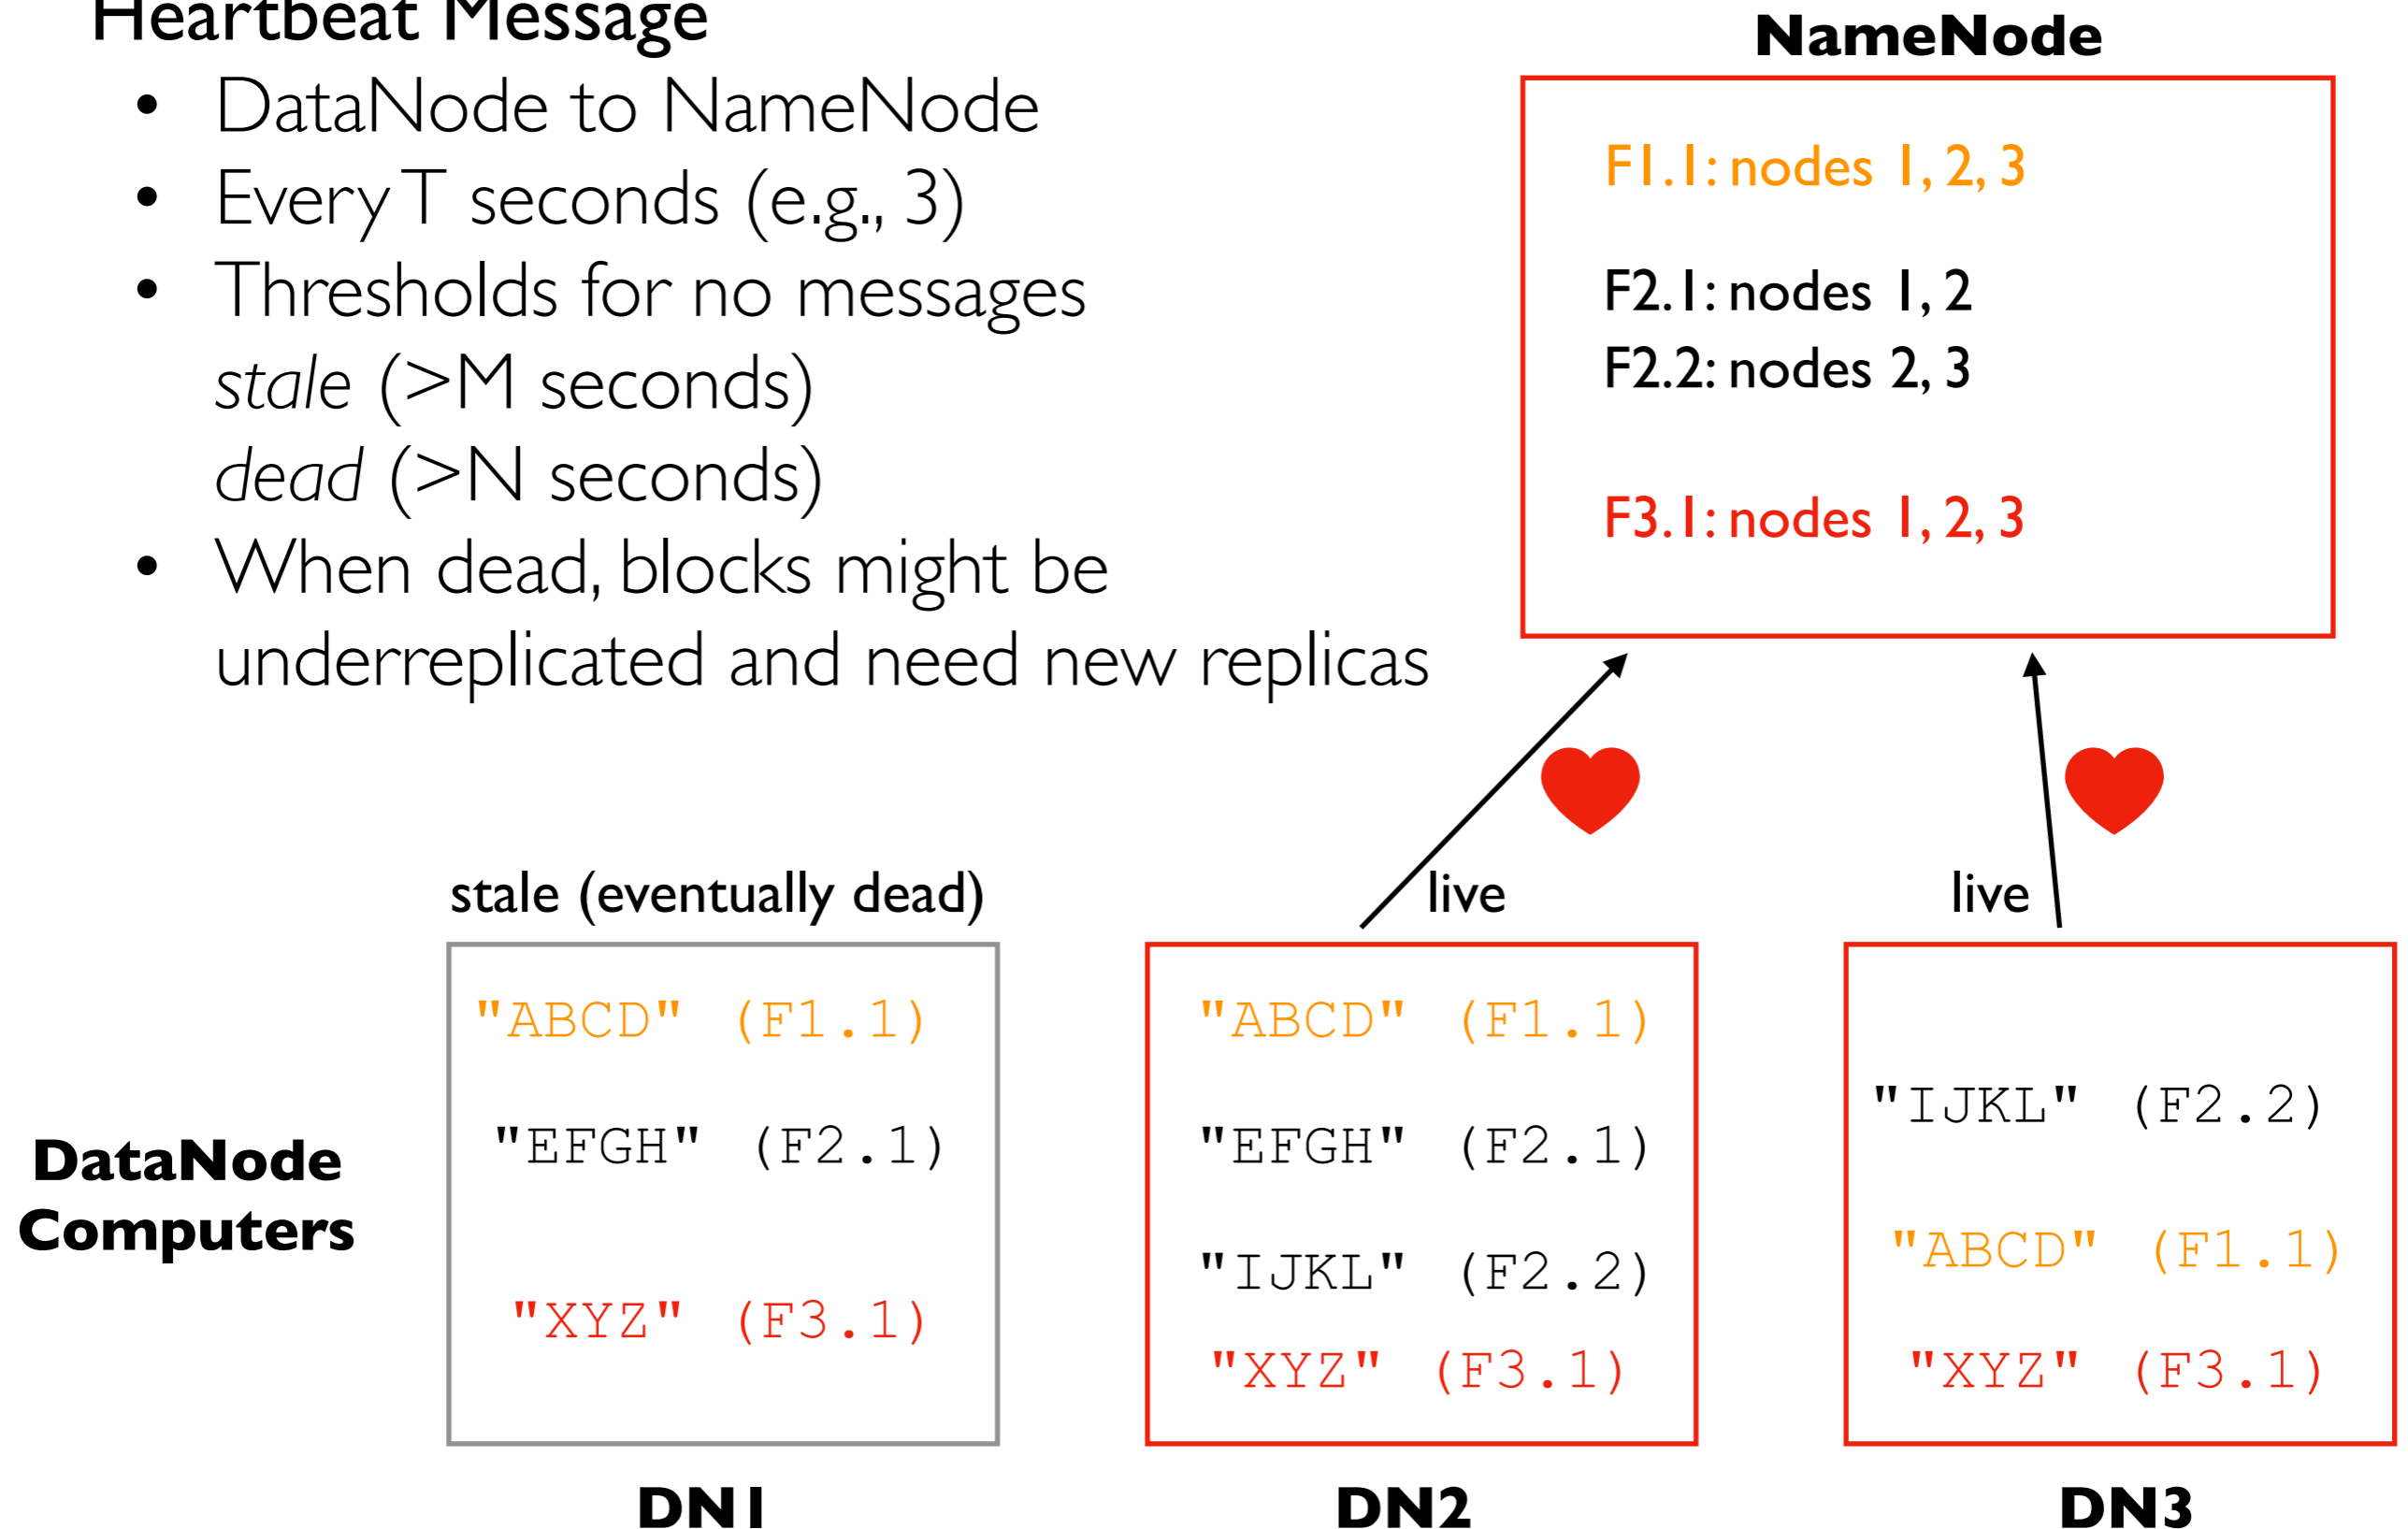 Heartbeat Message
• DataNode to NameNode
• Every T seconds (e.g., 3)
• Thresholds for no messages
stale (>M seconds)
dead (>N seconds)
• When dead, blocks might be
underreplicated and need new replicas
NameNode
F1.1: nodes 1, 2, 3
F2.1: nodes 1, 2
F2.2: nodes 2, 3
F3.1: nodes 1, 2, 3
stale (eventually dead)
live
live
DataNode
Computers
"ABCD" (F1.1)
"EFGH" (F2.1)
"XYZ" (F3.1)
DN1
"ABCD" (F1.1)
"EFGH" (F2.1)
"IJKL" (F2.2)
"XYZ" (F3.1)
DN2
"IJKL" (F2.2)
"ABCD" (F1.1)
"XYZ" (F3.1)
DN3